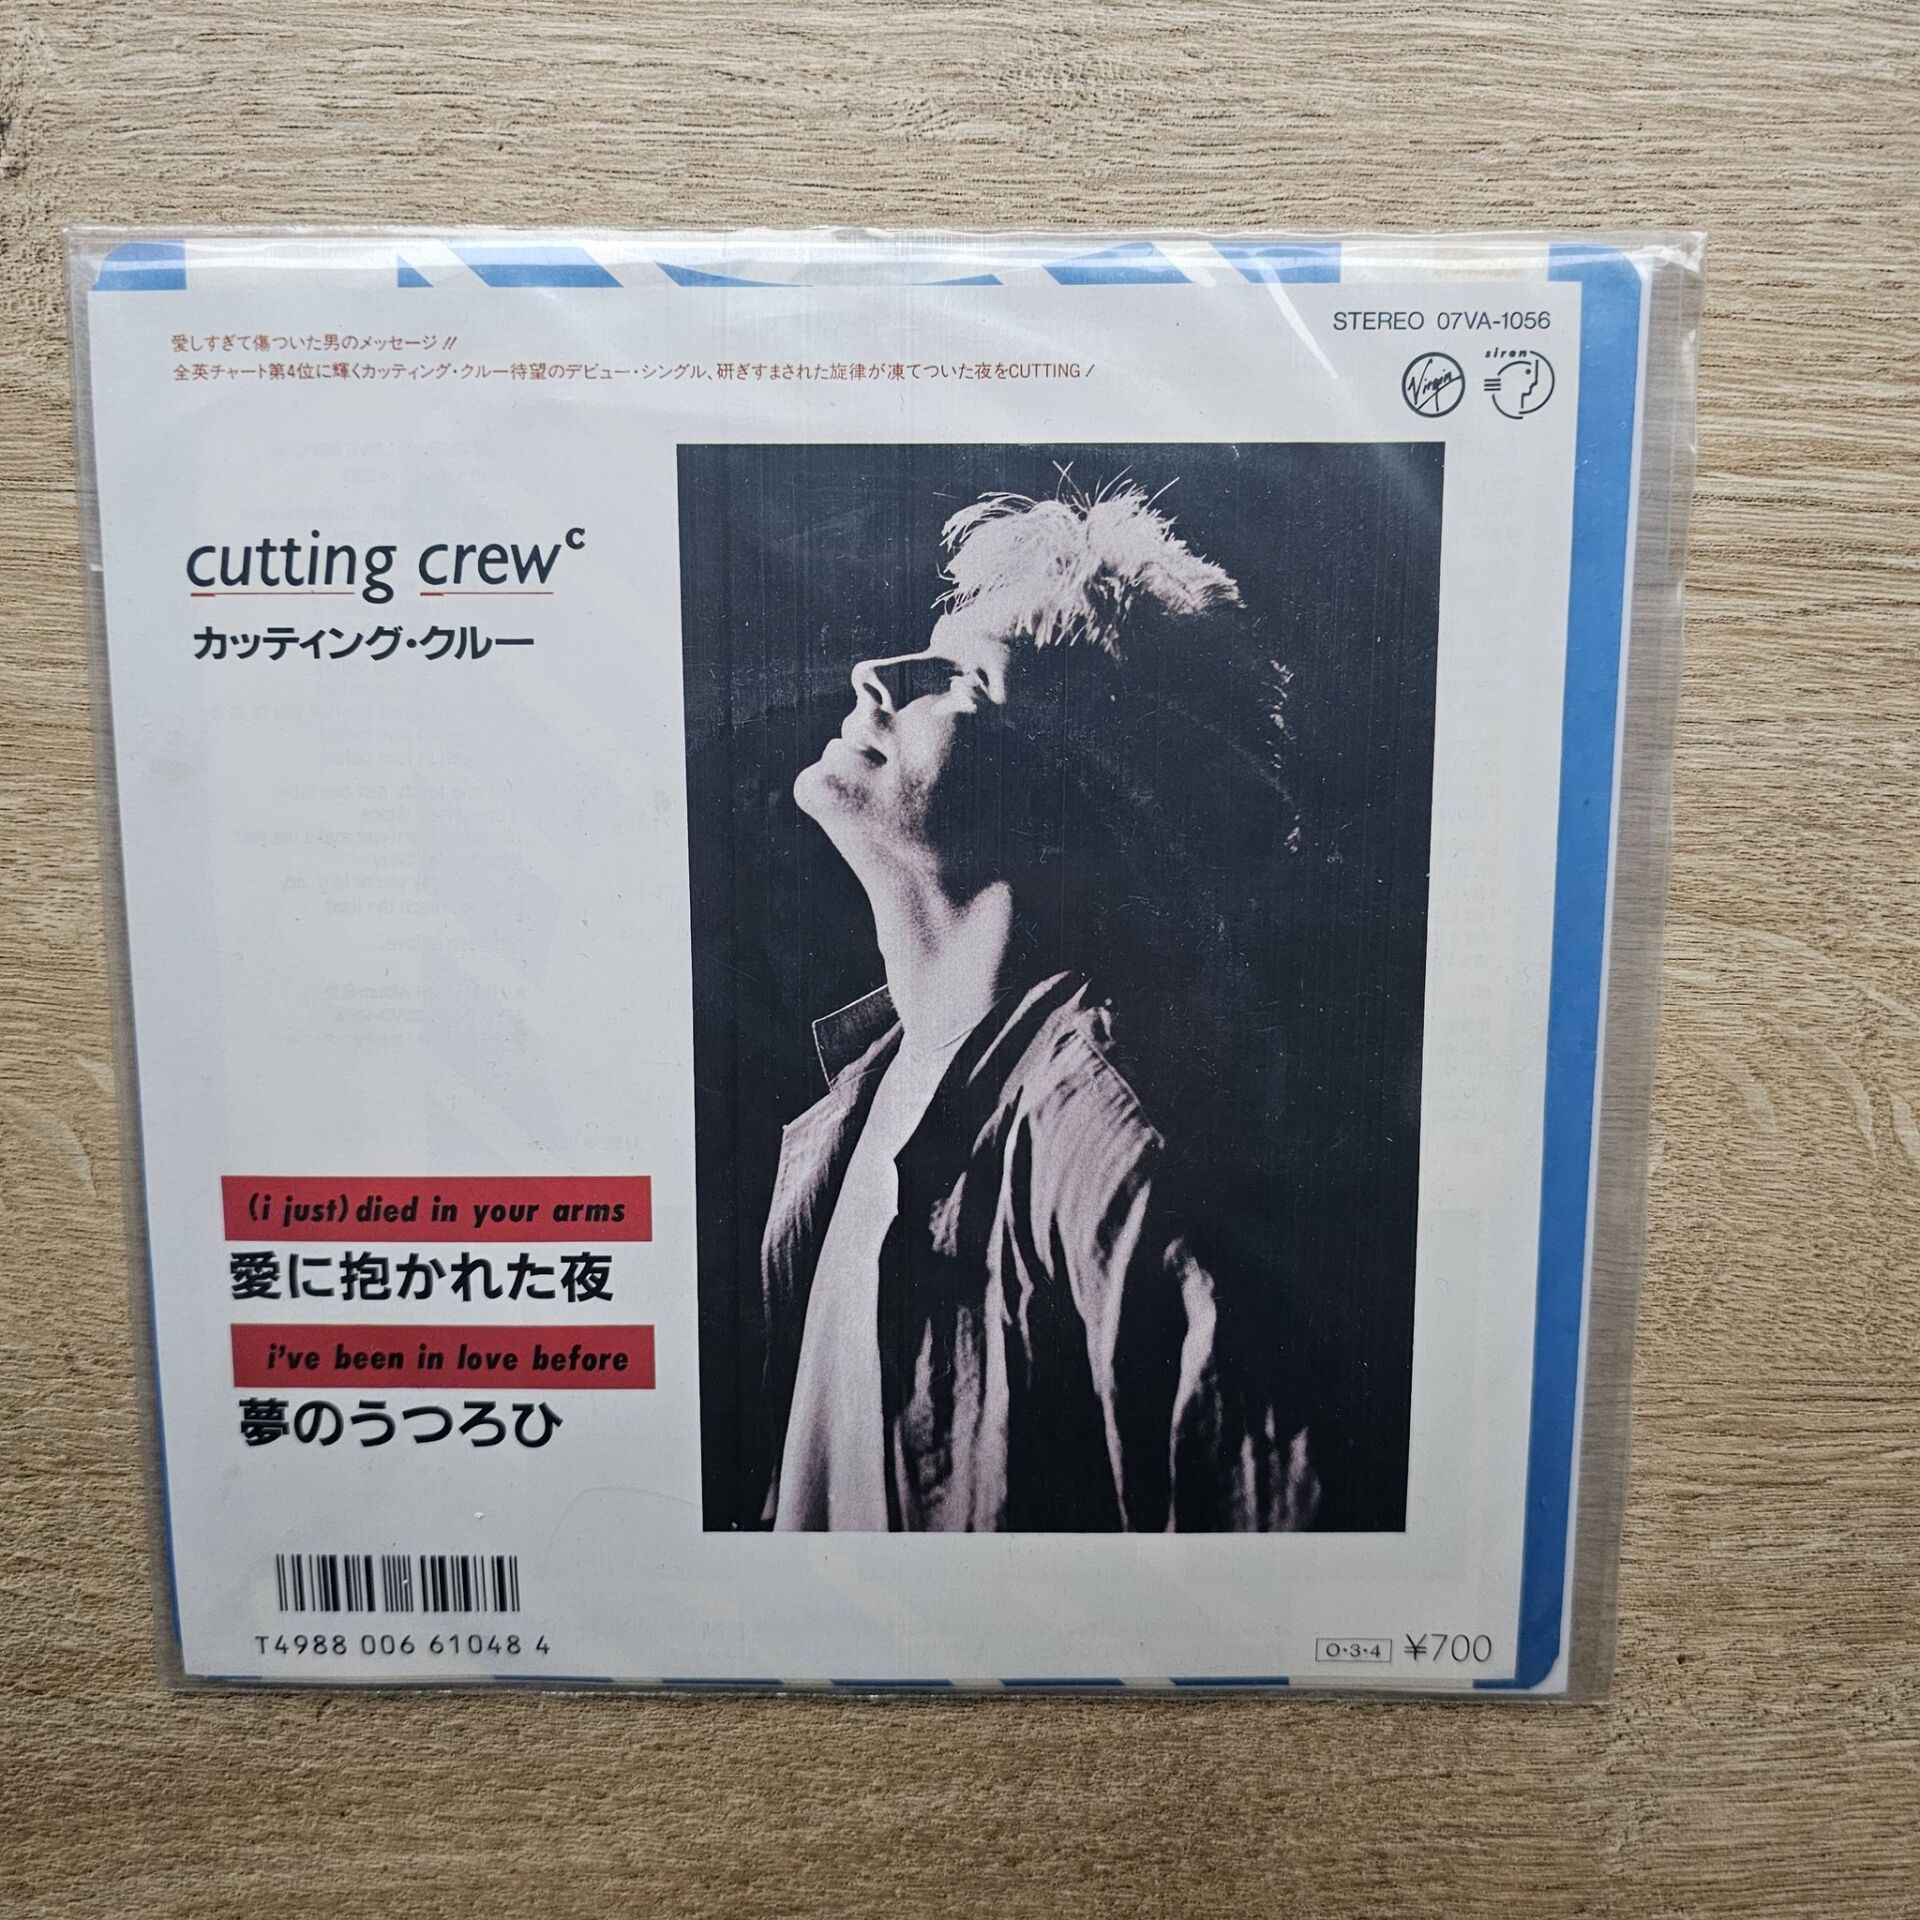 STEREO 07VA-1056
愛しすぎて傷ついた男のメッセージ!!
全英チャート第4位に輝くカッティング・クルー待望のデビュー・シングル、研ぎすまされた旋律が凍てついた夜をCUTTING!
Virgin
siren
cutting crew c
カッティング・クルー
(i just) died in your arms
愛に抱かれた夜
i've been in love before
夢のうつろひ
T4988 006 61048 4
O・3・4 ¥700